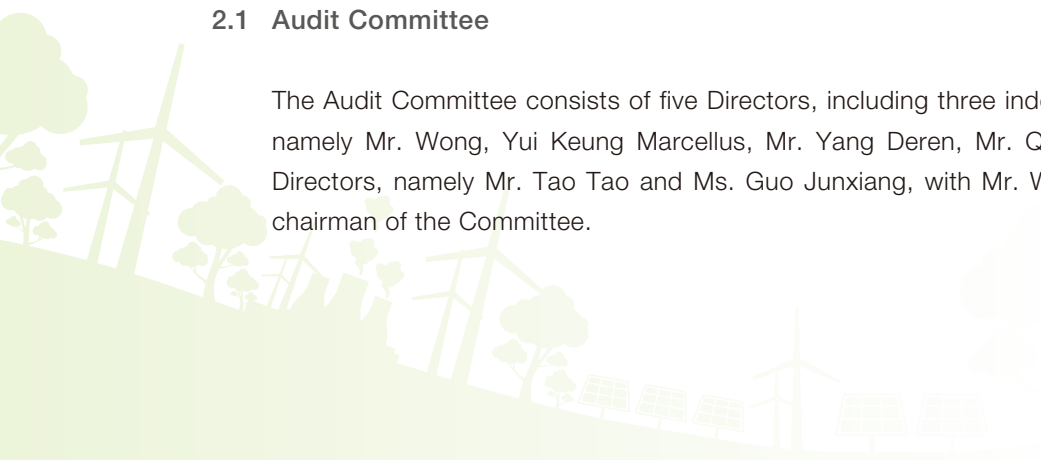 2.1 Audit Committee
The Audit Committee consists of five Directors, including three
namely Mr. Wong, Yui Keung Marcellus, Mr. Yang Deren, Mr.
Directors, namely Mr. Tao Tao and Ms. Guo Junxiang, with Mr.
chairman of the Committee.